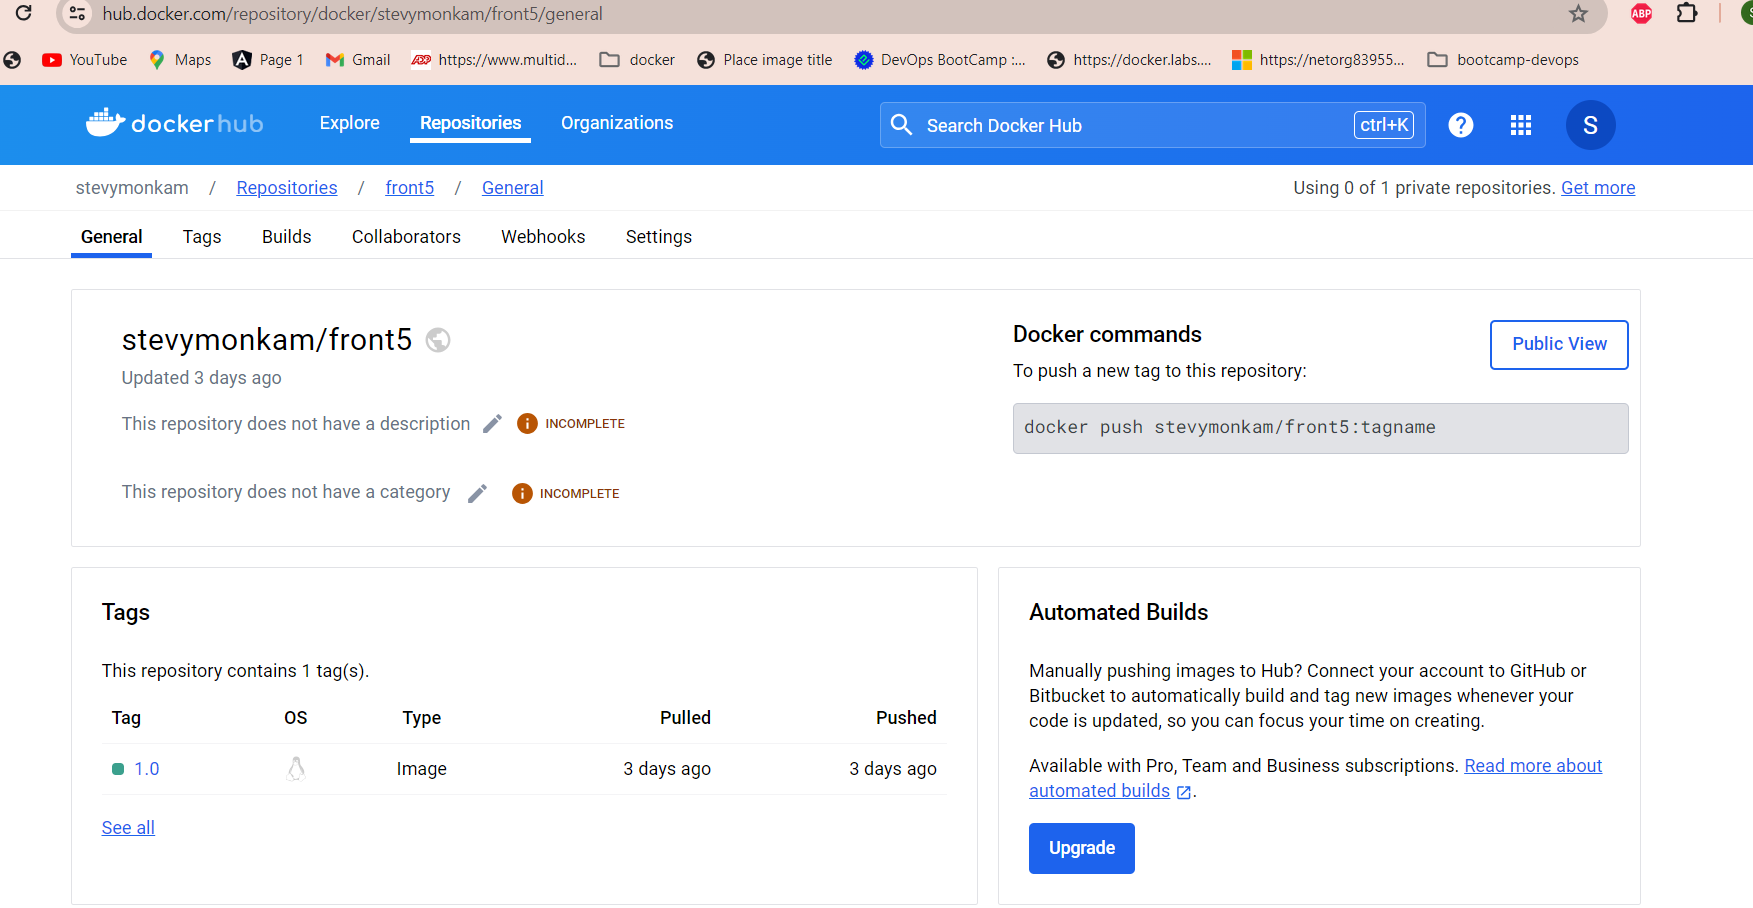 hub.docker.com/repository/docker/stevymonkam/front5/general
ABP
YouTube Maps Page 1 Gmail https://www.multid... docker Place image title DevOps BootCamp :... https://docker.labs.... https://netorg83955... bootcamp-devops
docker hub Explore Repositories Organizations Search Docker Hub ctrl+K ? S
stevymonkam / Repositories / front5 / General Using 0 of 1 private repositories. Get more
General Tags Builds Collaborators Webhooks Settings
stevymonkam/front5
Updated 3 days ago
This repository does not have a description INCOMPLETE
This repository does not have a category INCOMPLETE
Docker commands
Public View
To push a new tag to this repository:
docker push stevymonkam/front5:tagname
Tags
This repository contains 1 tag(s).
Tag OS Type Pulled Pushed
1.0 Image 3 days ago 3 days ago
See all
Automated Builds
Manually pushing images to Hub? Connect your account to GitHub or
Bitbucket to automatically build and tag new images whenever your
code is updated, so you can focus your time on creating.
Available with Pro, Team and Business subscriptions. Read more about
automated builds .
Upgrade